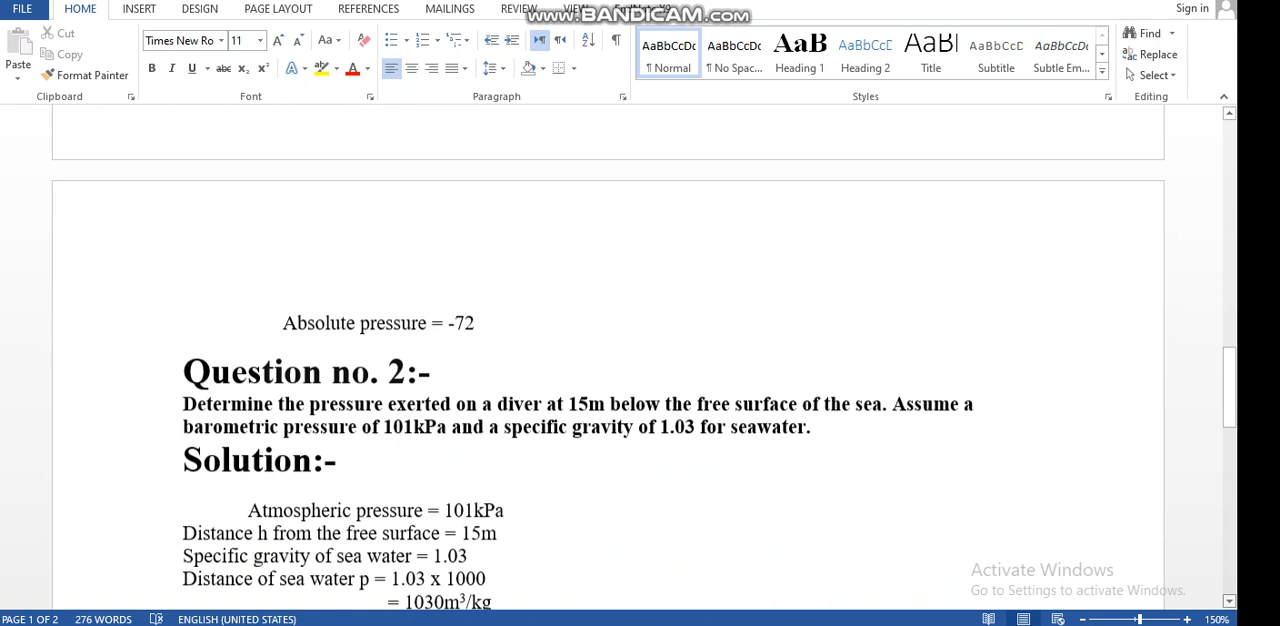 FILE HOME INSERT DESIGN PAGE LAYOUT REFERENCES MAILINGS REVIEW VIEW
www.BANDICAM.com
Sign in
Cut
Copy
Format Painter
Paste
Clipboard
Times New Ro 11
Font
Paragraph
AaBbCcDc AaBbCcDc AaB AaBbCcC AaBl AaBbCcD AaBbCcDc
¶ Normal ¶ No Spac... Heading 1 Heading 2 Title Subtitle Subtle Em...
Styles
Find
Replace
Select
Editing
Absolute pressure = -72
Question no. 2:-
Determine the pressure exerted on a diver at 15m below the free surface of the sea. Assume a
barometric pressure of 101kPa and a specific gravity of 1.03 for seawater.
Solution:-
Atmospheric pressure = 101kPa
Distance h from the free surface = 15m
Specific gravity of sea water = 1.03
Distance of sea water p = 1.03 x 1000
= 1030m³/kg
Activate Windows
Go to Settings to activate Windows.
PAGE 1 OF 2 276 WORDS ENGLISH (UNITED STATES) 150%